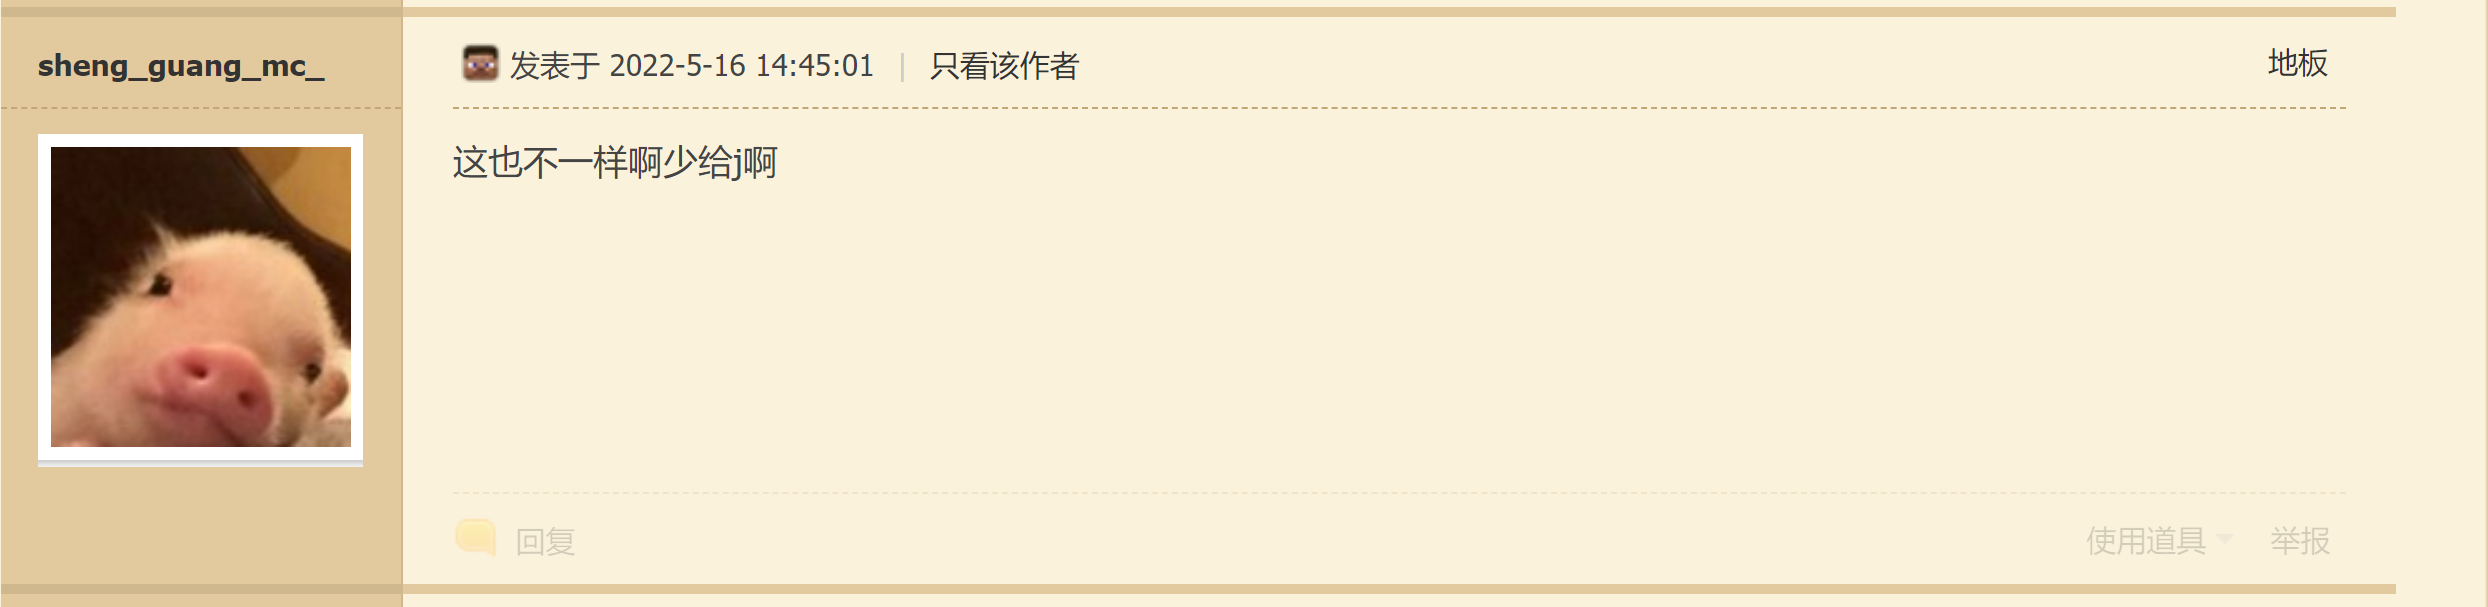 sheng_guang_mc_
发表于 2022-5-16 14:45:01 | 只看该作者
地板
这也不一样啊少给j啊
回复
使用道具
举报